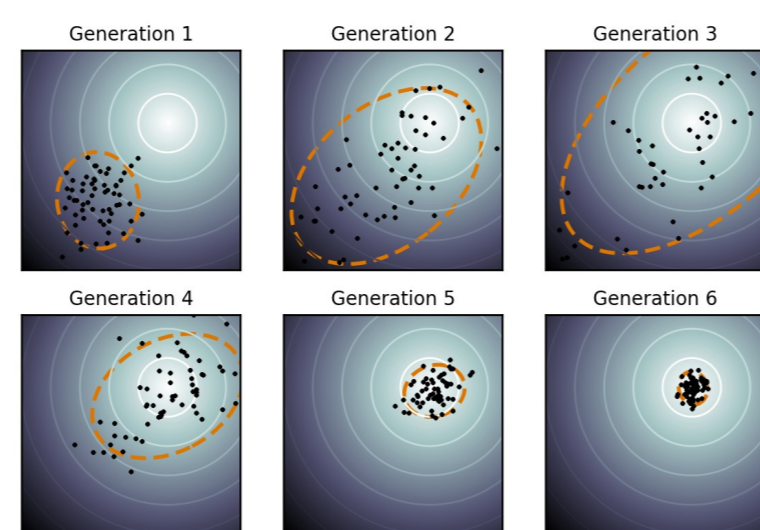 Generation 1
Generation 2
Generation 3
Generation 4
Generation 5
Generation 6